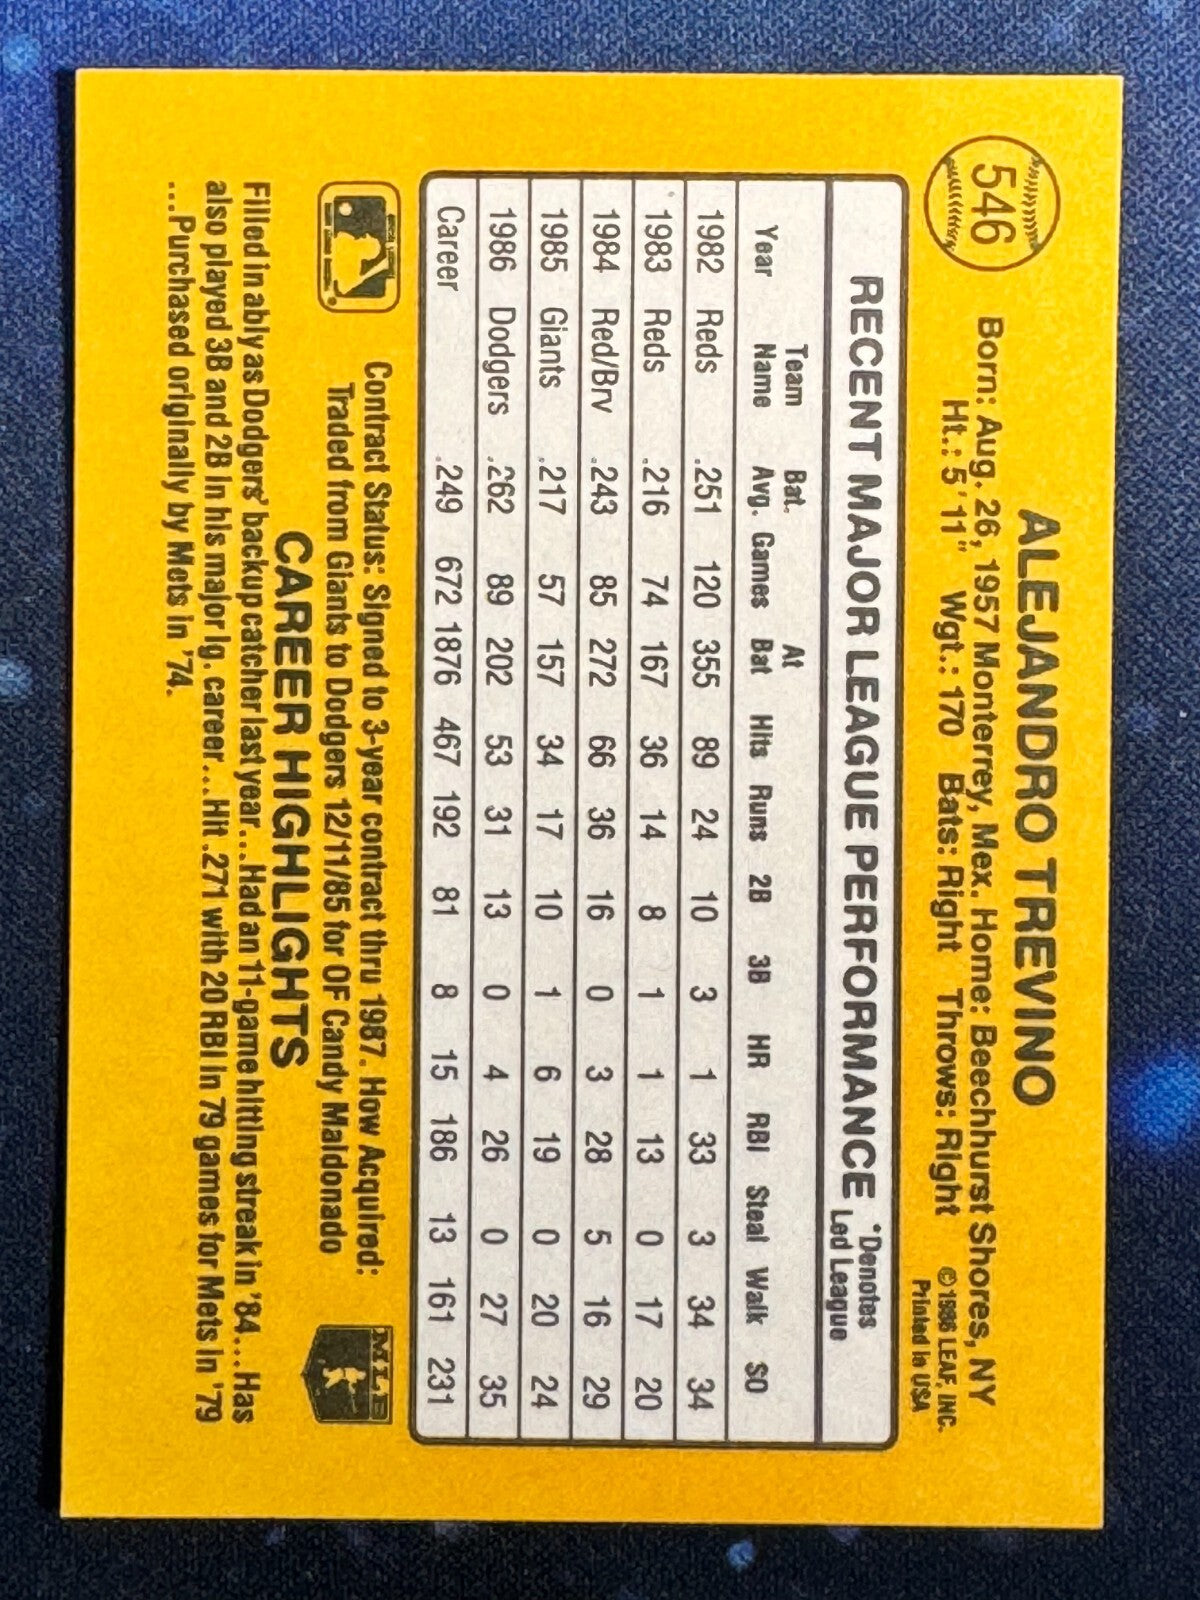 546
ALEJANDRO TREVINO
Born: Aug. 26, 1957 Monterrey, Mex. Home: Beechhurst Shores, NY
Ht.: 5'11" Wgt.: 170 Bats: Right Throws: Right
©1986 LEAF, INC.
Printed in USA
RECENT MAJOR LEAGUE PERFORMANCE
*Denotes
Led League
Team Bat. At
Year Name Avg. Games Bat Hits Runs 2B 3B HR RBI Steal Walk SO
1982 Reds .251 120 355 89 24 10 3 1 33 3 34 34
1983 Reds .216 74 167 36 14 8 1 1 13 0 17 20
1984 Red/Brv .243 85 272 66 36 16 0 3 28 5 16 29
1985 Giants .217 57 157 34 17 10 1 6 19 0 20 24
1986 Dodgers .262 89 202 53 31 13 0 4 26 0 27 35
Career .249 672 1876 467 192 81 8 15 186 13 161 231
Contract Status: Signed to 3-year contract thru 1987. How Acquired:
Traded from Giants to Dodgers 12/11/85 for OF Candy Maldonado
MLB
CAREER HIGHLIGHTS
Filled in ably as Dodgers' backup catcher last year...Had an 11-game hitting streak in '84...Has
also played 3B and 2B in his major lg. career...Hit .271 with 20 RBI in 79 games for Mets in '79
...Purchased originally by Mets in '74.